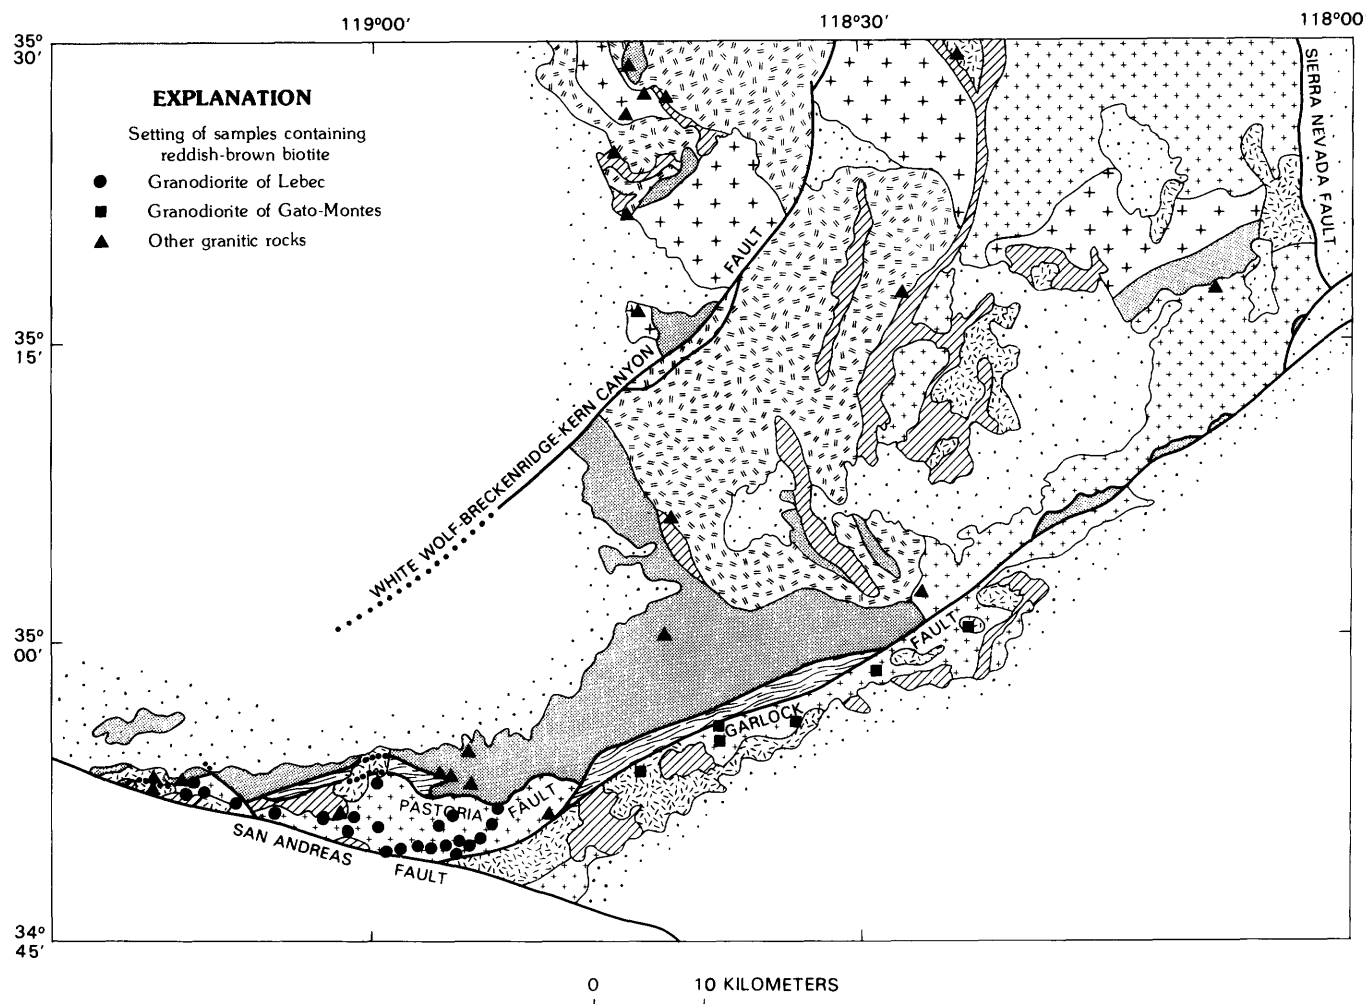 119°00′
118°30′
118°00′
35°
30′
EXPLANATION
Setting of samples containing
reddish-brown biotite
Granodiorite of Lebec
Granodiorite of Gato-Montes
Other granitic rocks
SIERRA NEVADA FAULT
35°
15′
WHITE WOLF-BRECKENRIDGE-KERN CANYON
FAULT
35°
00′
GARLOCK
FAULT
PASTORIA
FAULT
SAN ANDREAS
FAULT
34°
45′
0 10 KILOMETERS